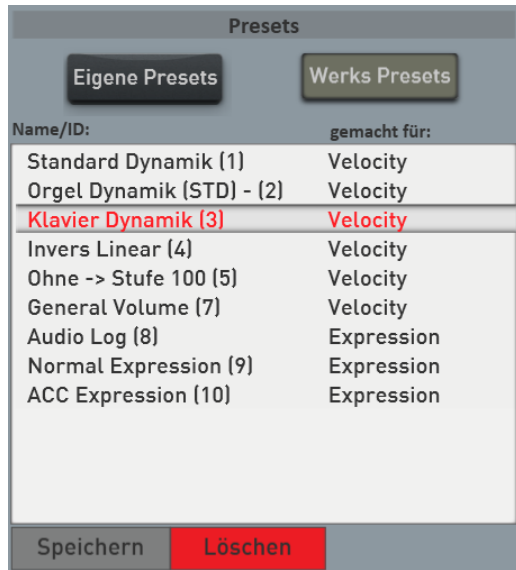 Presets
Eigene Presets Werks Presets
Name/ID: gemacht für:
Standard Dynamik (1) Velocity
Orgel Dynamik (STD) - (2) Velocity
Klavier Dynamik (3) Velocity
Invers Linear (4) Velocity
Ohne -> Stufe 100 (5) Velocity
General Volume (7) Velocity
Audio Log (8) Expression
Normal Expression (9) Expression
ACC Expression (10) Expression
Speichern Löschen